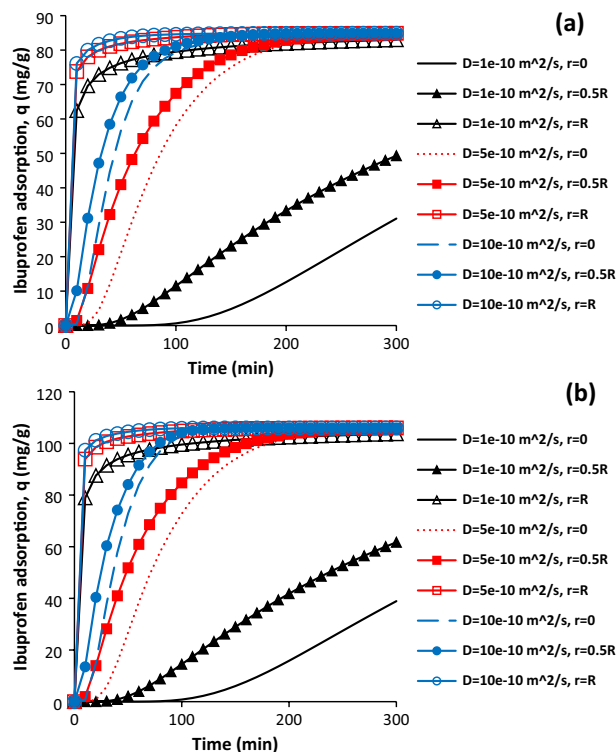 (a)
Ibuprofen adsorption, q (mg/g)
90
80
70
60
50
40
30
20
10
0
0 100 200 300
Time (min)
D=1e-10 m^2/s, r=0
D=1e-10 m^2/s, r=0.5R
D=1e-10 m^2/s, r=R
D=5e-10 m^2/s, r=0
D=5e-10 m^2/s, r=0.5R
D=5e-10 m^2/s, r=R
D=10e-10 m^2/s, r=0
D=10e-10 m^2/s, r=0.5R
D=10e-10 m^2/s, r=R
(b)
Ibuprofen adsorption, q (mg/g)
120
100
80
60
40
20
0
0 100 200 300
Time (min)
D=1e-10 m^2/s, r=0
D=1e-10 m^2/s, r=0.5R
D=1e-10 m^2/s, r=R
D=5e-10 m^2/s, r=0
D=5e-10 m^2/s, r=0.5R
D=5e-10 m^2/s, r=R
D=10e-10 m^2/s, r=0
D=10e-10 m^2/s, r=0.5R
D=10e-10 m^2/s, r=R